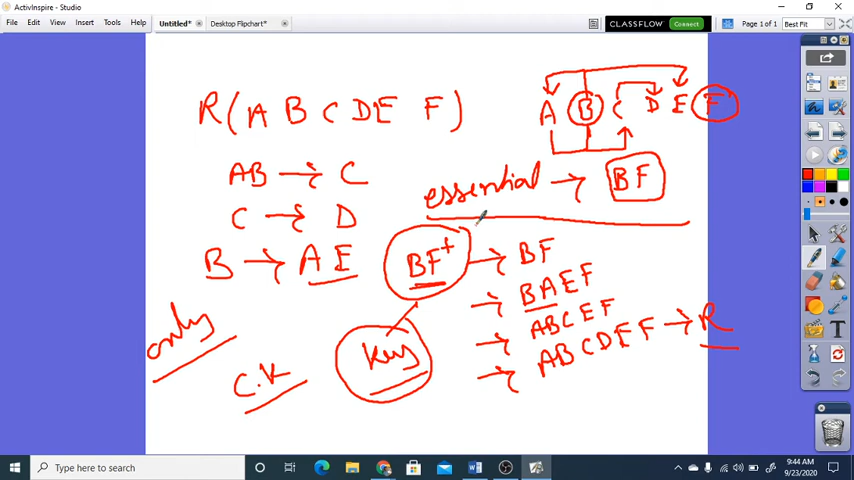 ActivInspire - Studio
File Edit View Insert Tools Help Untitled* Desktop Flipchart* CLASSFLOW Connect Page 1 of 1 Best Fit
R(A B C D E F)
A B C D E F
AB → C
essential → BF
C → D
B → A E
BF+ → BF
→ BAEF
only
→ ABCEF
key
→ ABCDEF → R
C.K
Type here to search
9:44 AM
9/23/2020